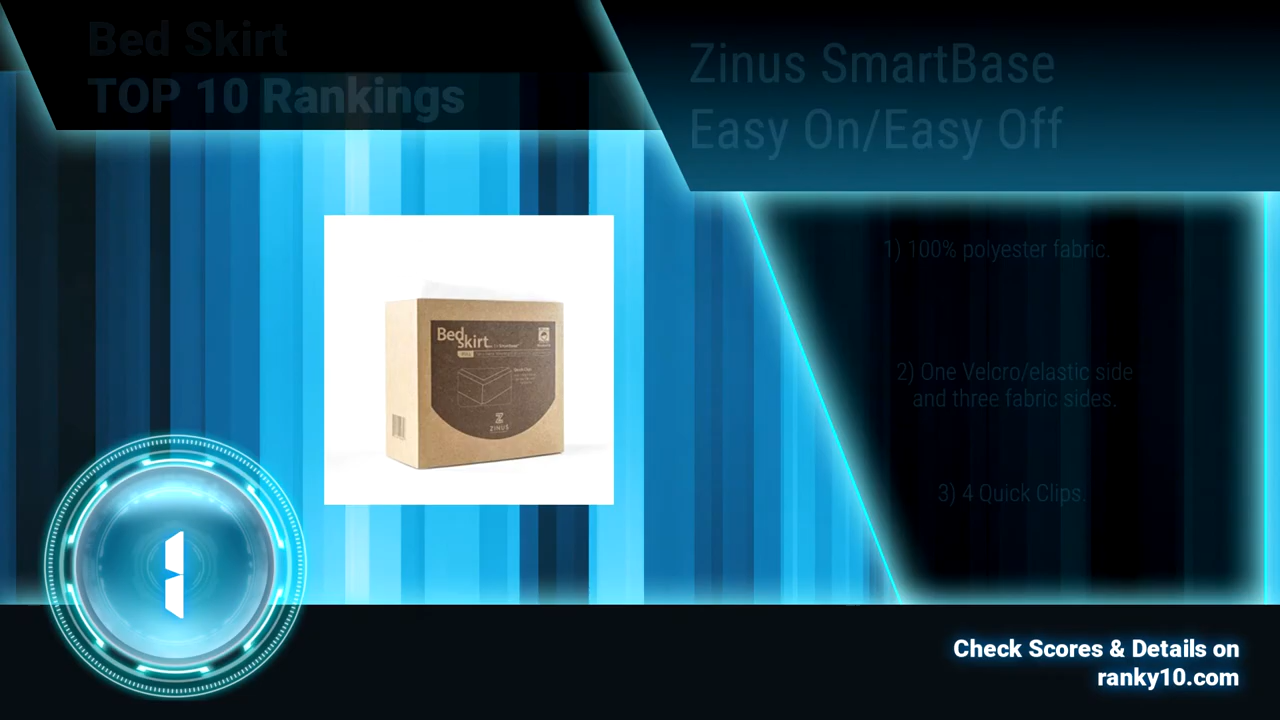 Bed Skirt
TOP 10 Rankings
Zinus SmartBase
Easy On/Easy Off
1) 100% polyester fabric.
2) One Velcro/elastic side
and three fabric sides.
3) 4 Quick Clips.
Bed
Skirt
ZINUS
1
Check Scores & Details on
ranky10.com